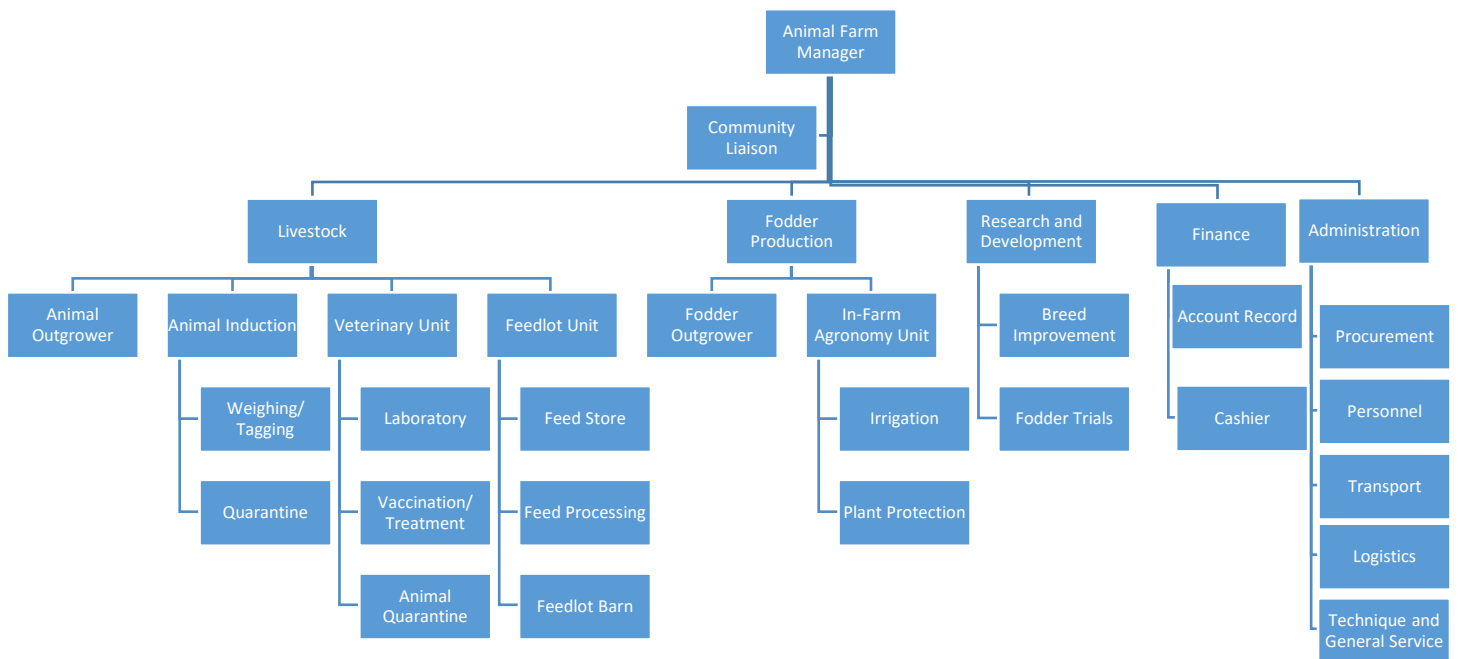 Animal Farm
Manager
Community
Liaison
Livestock
Fodder
Production
Research and
Development
Finance
Administration
Animal
Outgrower
Animal Induction
Veterinary Unit
Feedlot Unit
Fodder
Outgrower
In-Farm
Agronomy Unit
Breed
Improvement
Account Record
Procurement
Weighing/
Tagging
Laboratory
Feed Store
Irrigation
Fodder Trials
Cashier
Personnel
Quarantine
Vaccination/
Treatment
Feed Processing
Plant Protection
Transport
Logistics
Animal
Quarantine
Feedlot Barn
Technique and
General Service